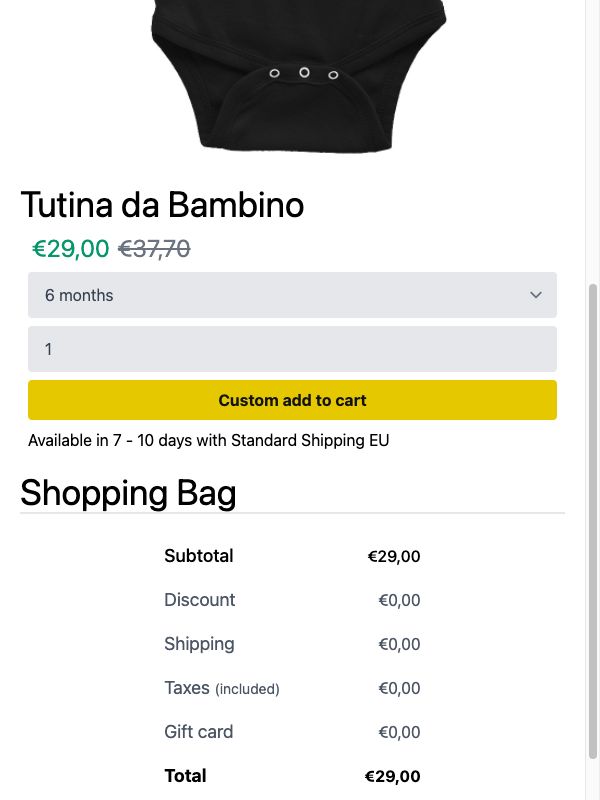 Tutina da Bambino
€29,00 €37,70
6 months
1
Custom add to cart
Available in 7 - 10 days with Standard Shipping EU
Shopping Bag
Subtotal €29,00
Discount €0,00
Shipping €0,00
Taxes (included) €0,00
Gift card €0,00
Total €29,00